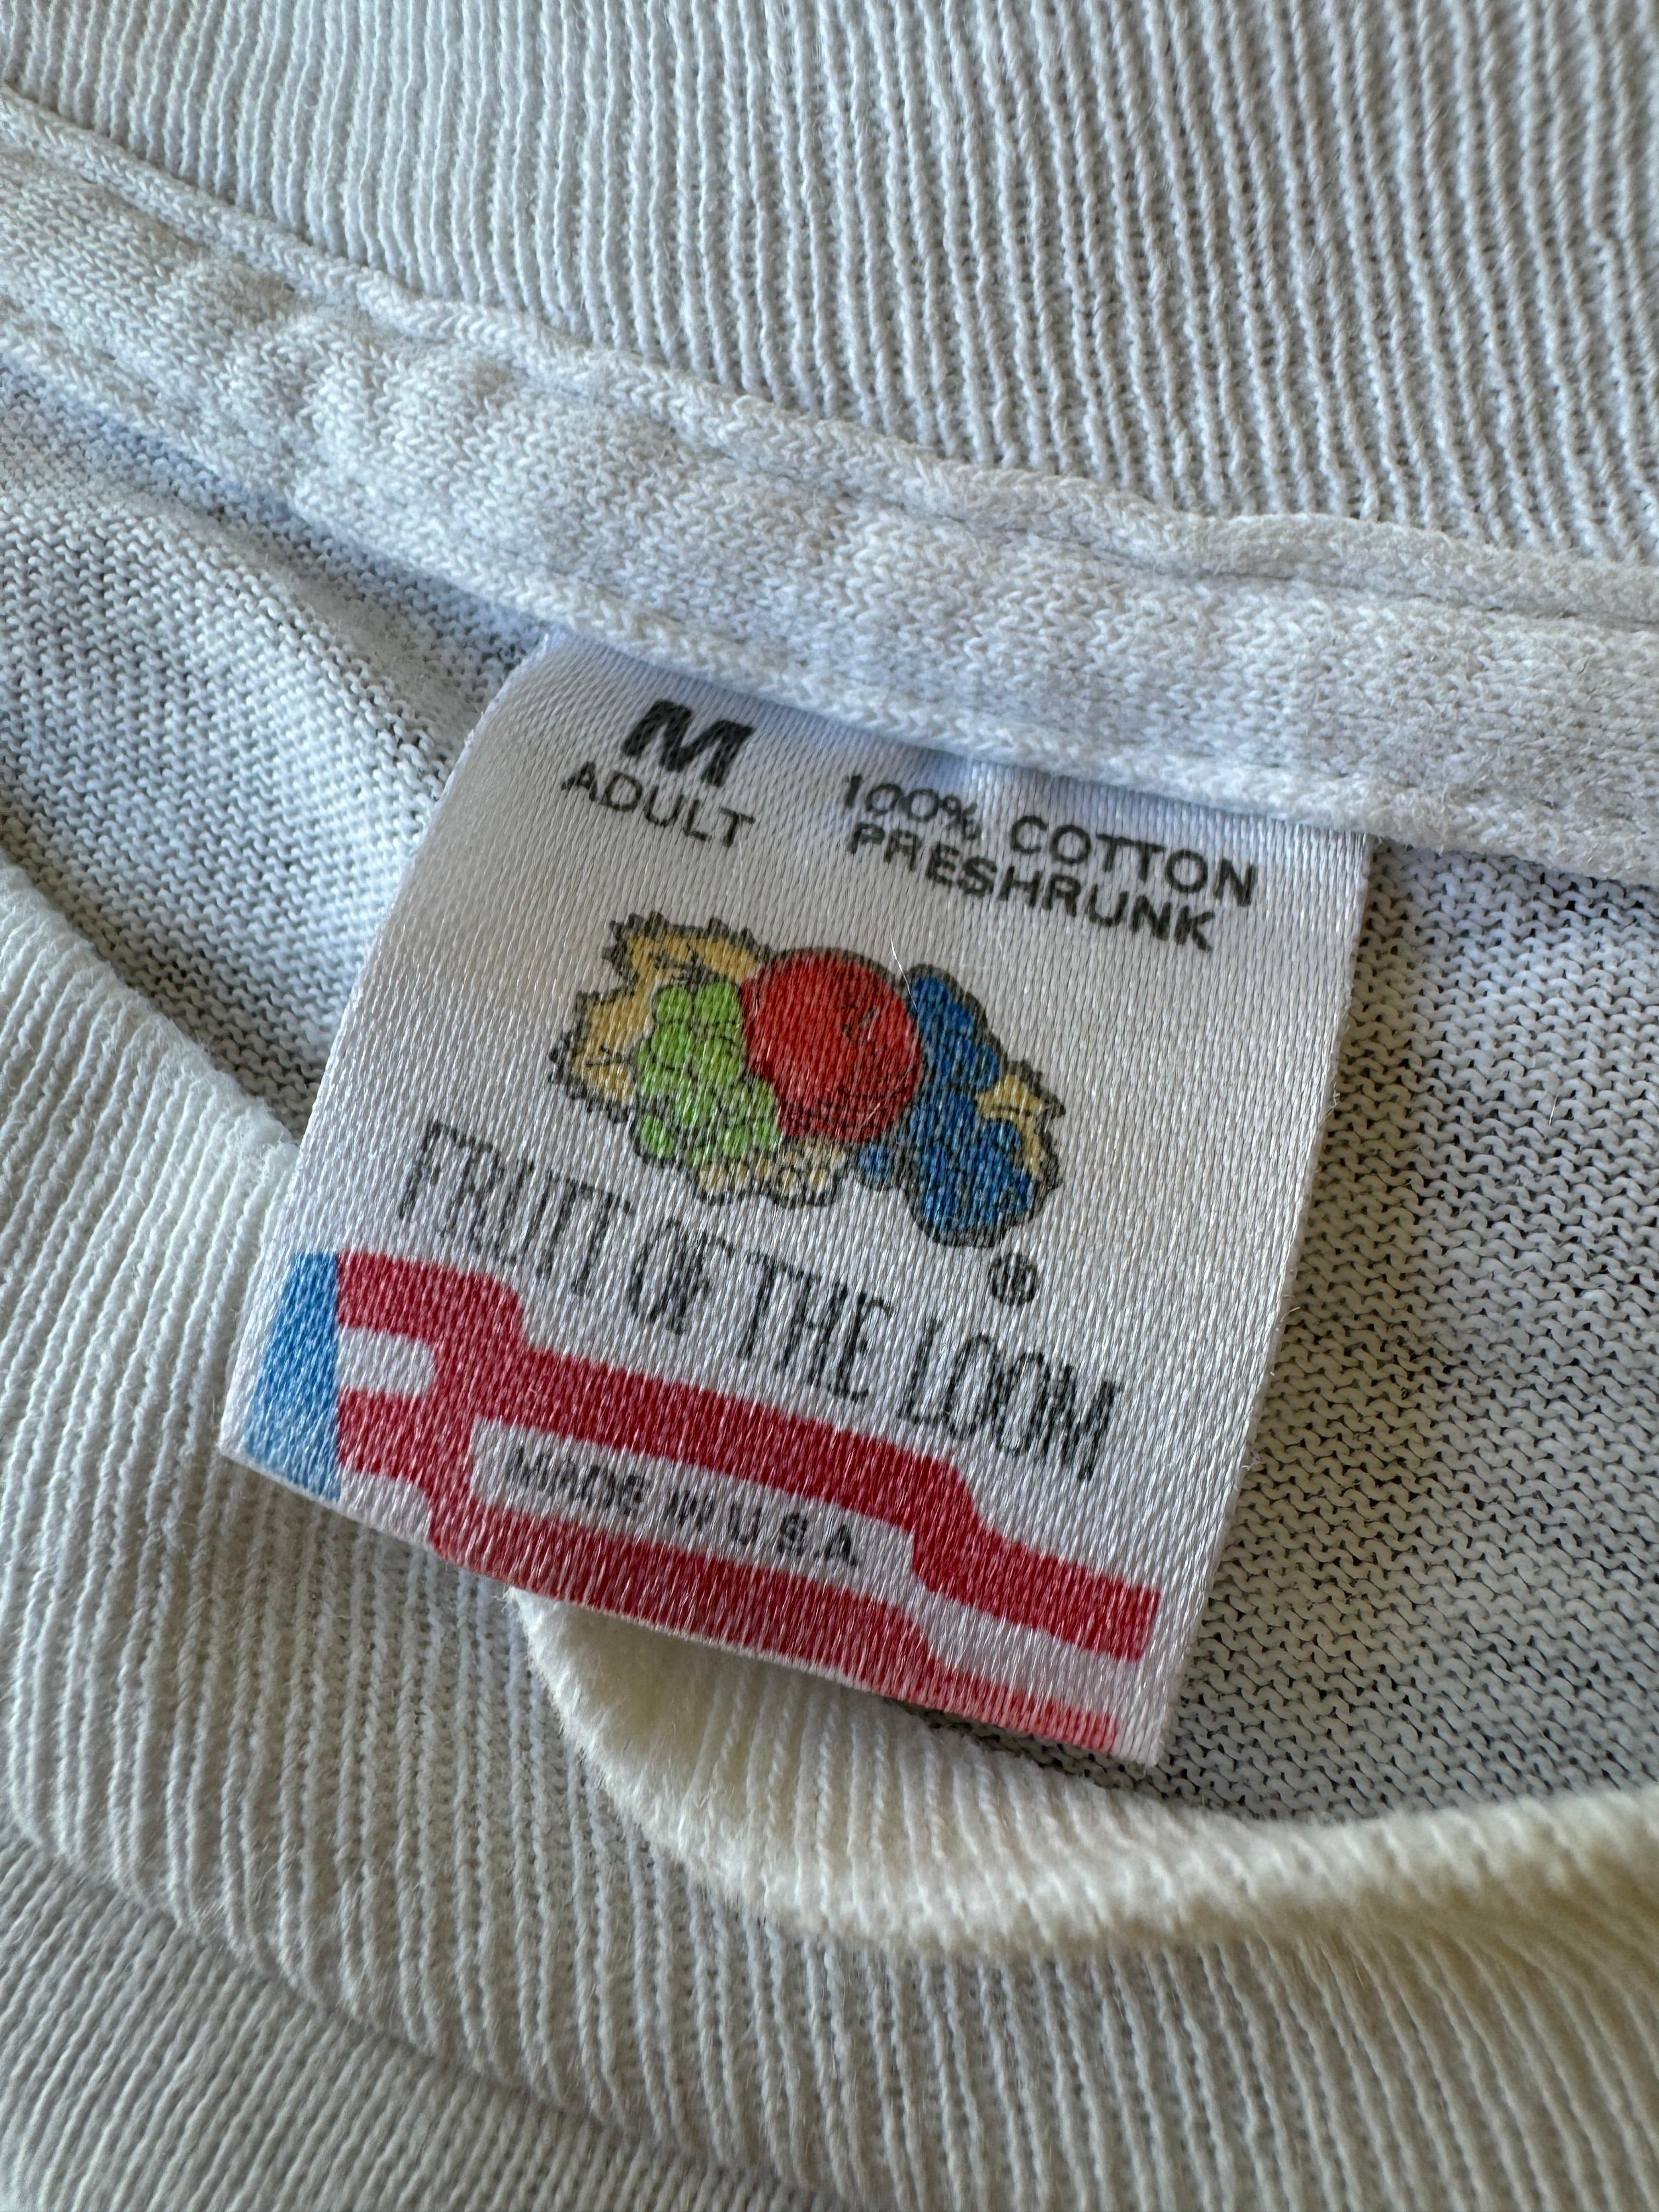 M
ADULT
100% COTTON
PRESHRUNK
®
FRUIT OF THE LOOM
MADE IN U S A